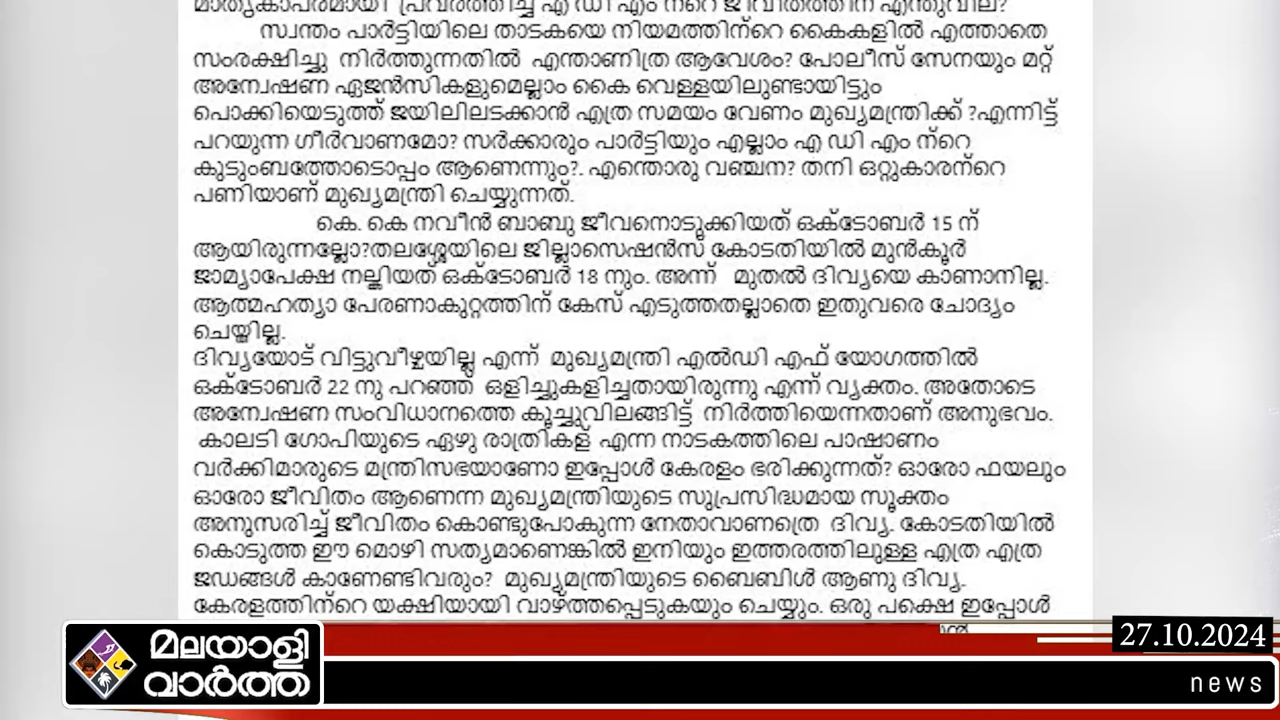 മാതൃകാപരമായി പ്രവർത്തിച്ച എ ഡി എം ൻറെ ജീവിതത്തിന് എന്തുവില?
സ്വന്തം പാർട്ടിയിലെ താടകയെ നിയമത്തിന്റെ കൈകളിൽ എത്താതെ
സംരക്ഷിച്ചു നിർത്തുന്നതിൽ എന്താണിത്ര ആവേശം? പോലീസ് സേനയും മറ്റ്
അന്വേഷണ ഏജൻസികളുമെല്ലാം കൈ വെള്ളയിലുണ്ടായിട്ടും
പൊക്കിയെടുത്ത് ജയിലിലടക്കാൻ എത്ര സമയം വേണം മുഖ്യമന്ത്രിക്ക് ?എന്നിട്ട്
പറയുന്ന ഗീർവാണമോ? സർക്കാരും പാർട്ടിയും എല്ലാം എ ഡി എം ന്റെ
കുടുംബത്തോടൊപ്പം ആണെന്നും?. എന്തൊരു വഞ്ചന? തനി ഒറ്റുകാരന്റെ
പണിയാണ് മുഖ്യമന്ത്രി ചെയ്യുന്നത്.
കെ. കെ നവീൻ ബാബു ജീവനൊടുക്കിയത് ഒക്ടോബർ 15 ന്
ആയിരുന്നല്ലോ?തലശ്ശേയിലെ ജില്ലാസെഷൻസ് കോടതിയിൽ മുൻകൂർ
ജാമ്യാപേക്ഷ നല്കിയത് ഒക്ടോബർ 18 നും. അന്ന് മുതൽ ദിവ്യയെ കാണാനില്ല.
ആത്മഹത്യാ പേരണാകുറ്റത്തിന് കേസ് എടുത്തതല്ലാതെ ഇതുവരെ ചോദ്യം
ചെയ്തില്ല.
ദിവ്യയോട് വിട്ടുവീഴ്ചയില്ല എന്ന് മുഖ്യമന്ത്രി എൽഡി എഫ് യോഗത്തിൽ
ഒക്ടോബർ 22 നു പറഞ്ഞ് ഒളിച്ചുകളിച്ചതായിരുന്നു എന്ന് വ്യക്തം. അതോടെ
അന്വേഷണ സംവിധാനത്തെ കൂച്ചുവിലങ്ങിട്ട് നിർത്തിയെന്നതാണ് അനുഭവം.
കാലടി ഗോപിയുടെ ഏഴു രാത്രികള് എന്ന നാടകത്തിലെ പാഷാണം
വർക്കിമാരുടെ മന്ത്രിസഭയാണോ ഇപ്പോൾ കേരളം ഭരിക്കുന്നത്? ഓരോ ഫയലും
ഓരോ ജീവിതം ആണെന്ന മുഖ്യമന്ത്രിയുടെ സുപ്രസിദ്ധമായ സൂക്തം
അനുസരിച്ച് ജീവിതം കൊണ്ടുപോകുന്ന നേതാവാണത്രെ ദിവ്യ. കോടതിയിൽ
കൊടുത്ത ഈ മൊഴി സത്യമാണെങ്കിൽ ഇനിയും ഇത്തരത്തിലുള്ള എത്ര എത്ര
ജഡങ്ങൾ കാണേണ്ടിവരും? മുഖ്യമന്ത്രിയുടെ ബൈബിൾ ആണു ദിവ്യ.
കേരളത്തിന്റെ യക്ഷിയായി വാഴ്ത്തപ്പെടുകയും ചെയ്യും. ഒരു പക്ഷെ ഇപ്പോൾ
27.10.2024
മലയാളി
വാർത്ത
news